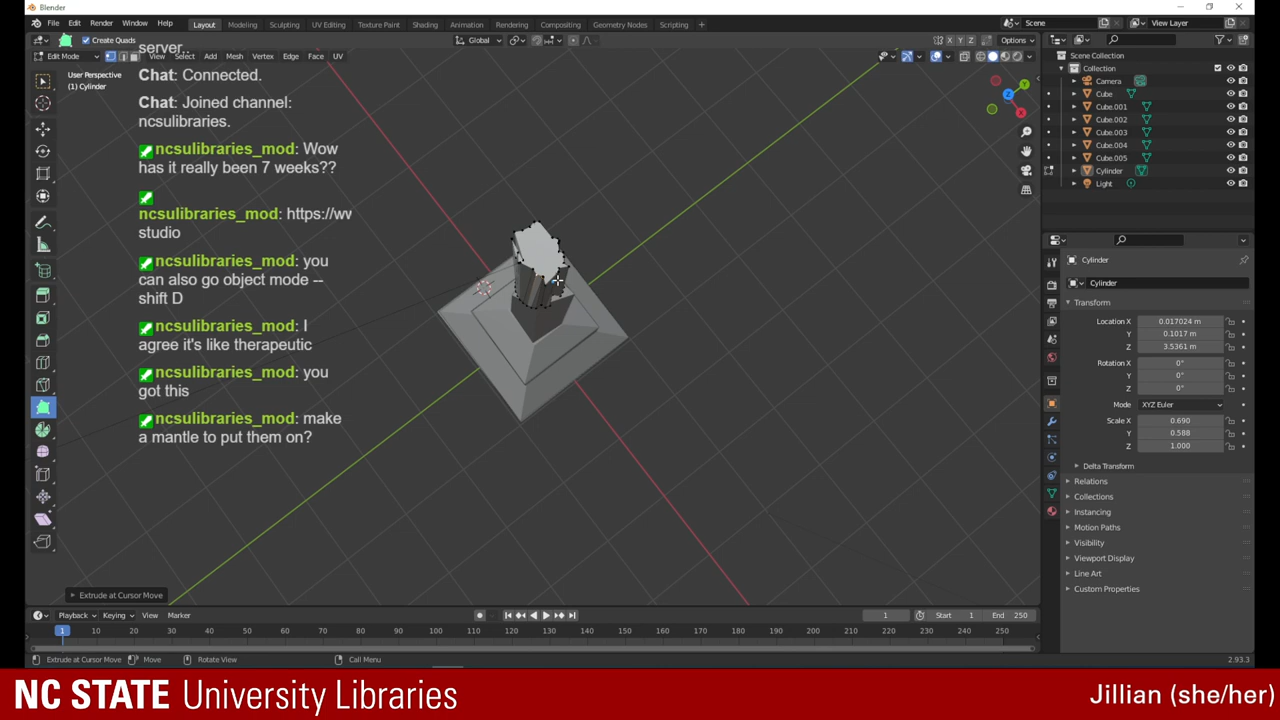 Blender
File Edit Render Window Help
Layout Modeling Sculpting UV Editing Texture Paint Shading Animation Rendering Compositing Geometry Nodes Scripting +
Scene
View Layer
Create Quads
Global
X Y Z Options
Edit Mode
View Select Add Mesh Vertex Edge Face UV
server..
User Perspective
(1) Cylinder
Chat: Connected.
Chat: Joined channel:
ncsulibraries.
ncsulibraries_mod: Wow
has it really been 7 weeks??
ncsulibraries_mod: https://wv
studio
ncsulibraries_mod: you
can also go object mode --
shift D
ncsulibraries_mod: I
agree it's like therapeutic
ncsulibraries_mod: you
got this
ncsulibraries_mod: make
a mantle to put them on?
Z
Y
X
Scene Collection
Collection
Camera
Cube
Cube.001
Cube.002
Cube.003
Cube.004
Cube.005
Cylinder
Light
Cylinder
Cylinder
Transform
Location X 0.017024 m
Y 0.1017 m
Z 3.5361 m
Rotation X 0°
Y 0°
Z 0°
Mode XYZ Euler
Scale X 0.690
Y 0.588
Z 1.000
Delta Transform
Relations
Collections
Instancing
Motion Paths
Visibility
Viewport Display
Line Art
Custom Properties
Extrude at Cursor Move
Playback Keying View Marker
1 Start 1 End 250
1 10 20 30 40 50 60 70 80 90 100 110 120 130 140 150 160 170 180 190 200 210 220 230 240 250
Extrude at Cursor Move Move Rotate View Call Menu 2.93.3
NC STATE University Libraries
Jillian (she/her)